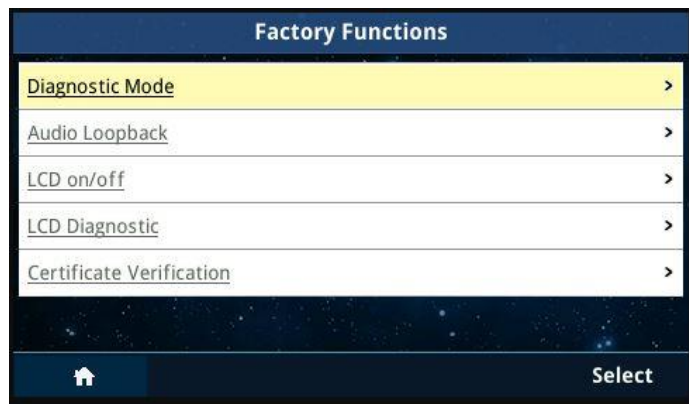 Factory Functions
Diagnostic Mode
Audio Loopback
LCD on/off
LCD Diagnostic
Certificate Verification
Select